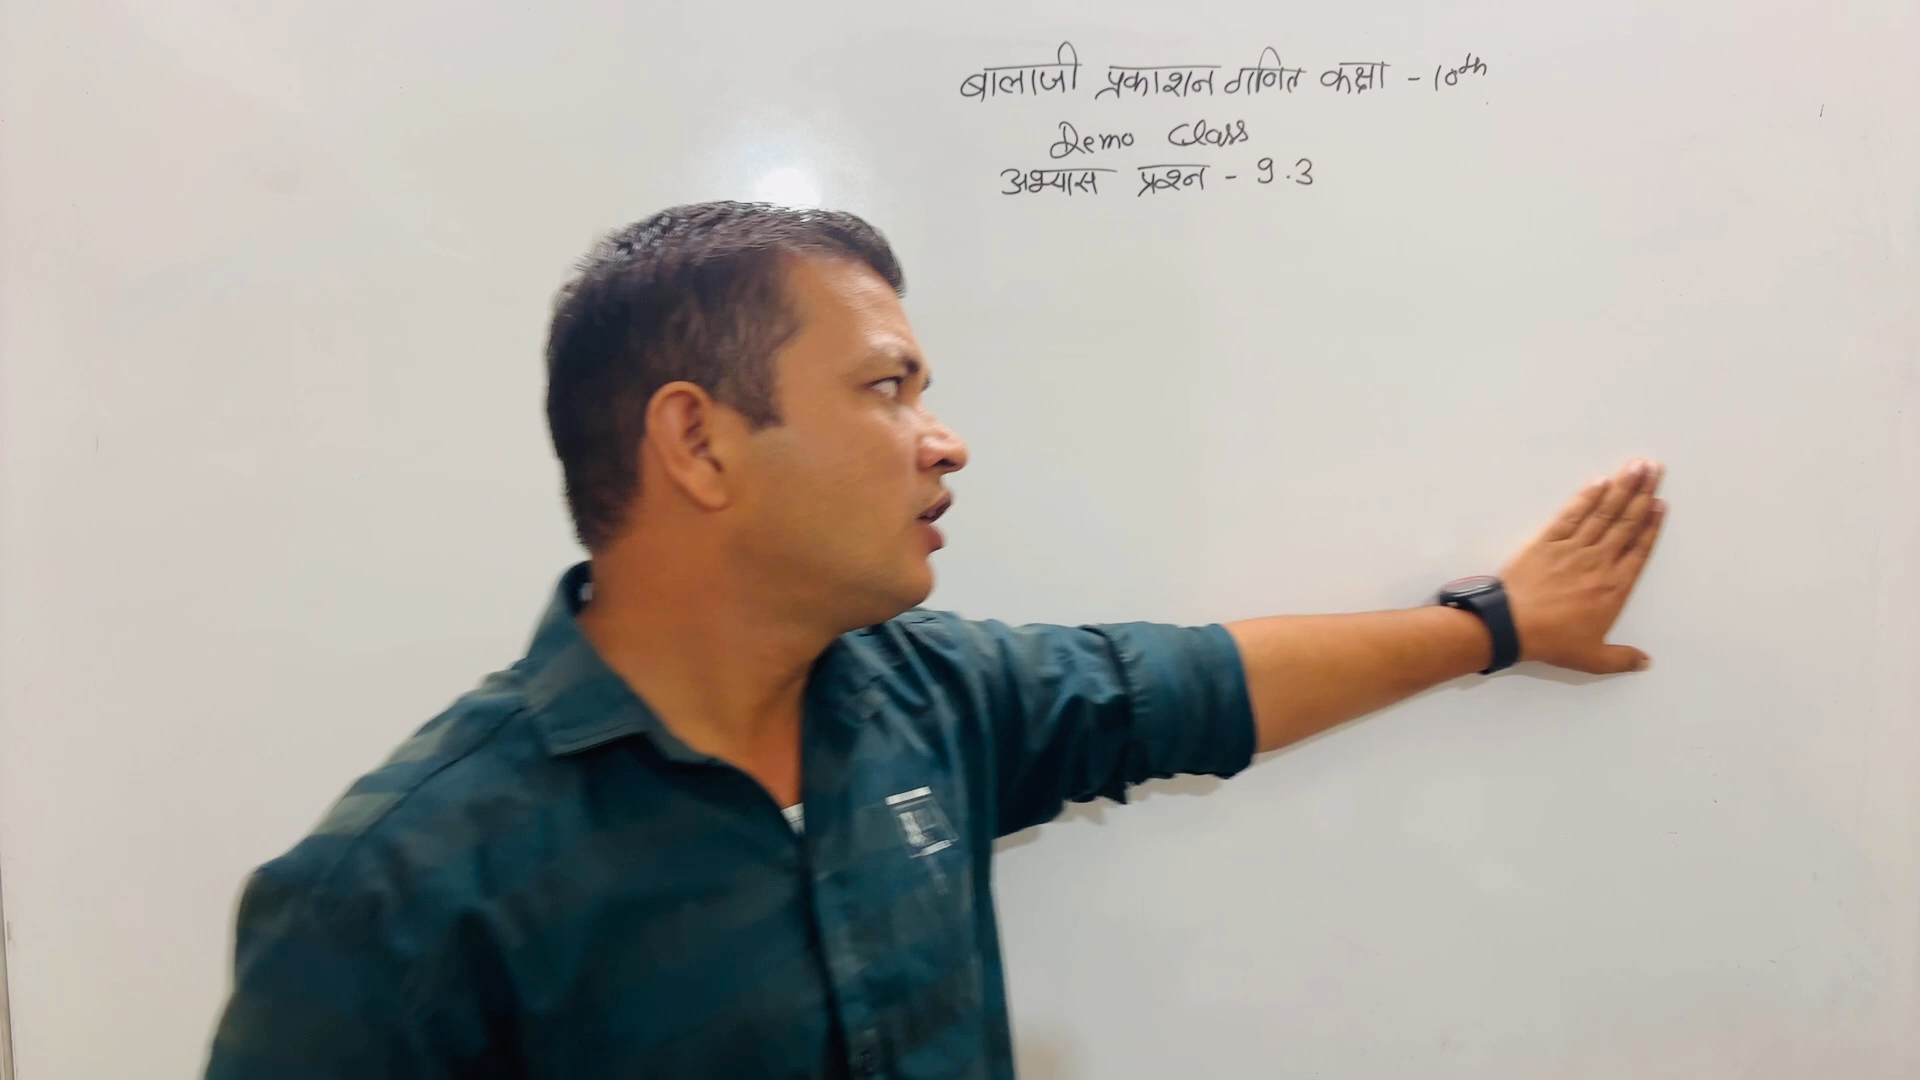 बालाजी प्रकाशन गणित कक्षा - 10th
Demo Class
अभ्यास प्रश्न - 9.3